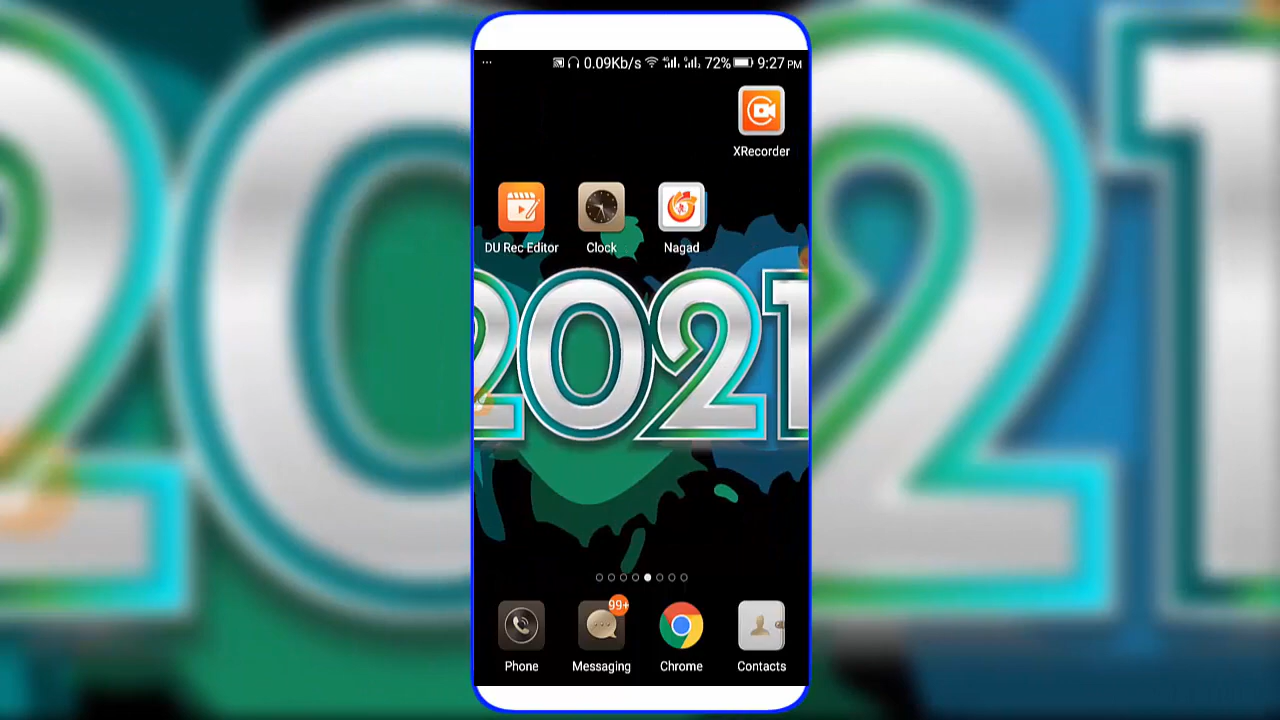 ... 0.09Kb/s 72% 9:27 PM
XRecorder
DU Rec Editor Clock Nagad
2021
99+
Phone Messaging Chrome Contacts